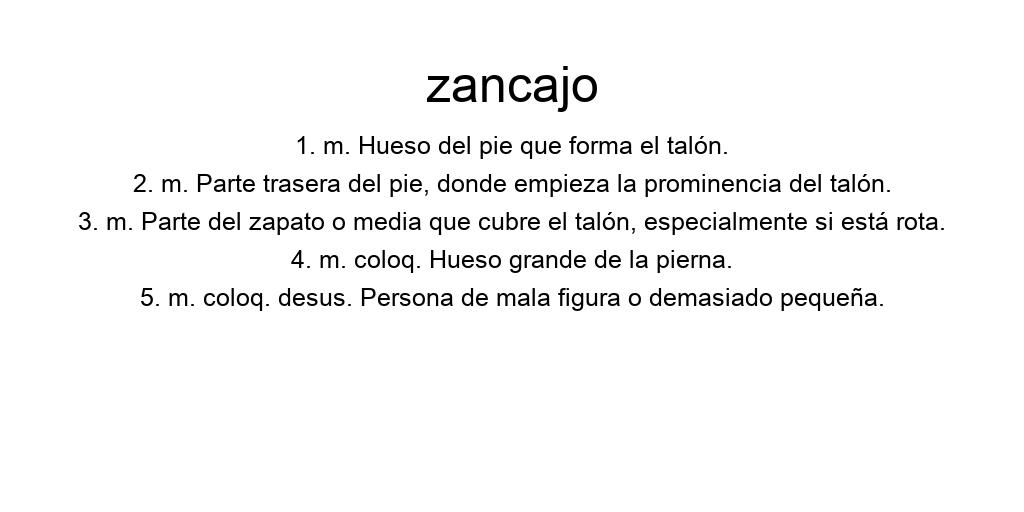 zancajo
1. m. Hueso del pie que forma el talón.
2. m. Parte trasera del pie, donde empieza la prominencia del talón.
3. m. Parte del zapato o media que cubre el talón, especialmente si está rota.
4. m. coloq. Hueso grande de la pierna.
5. m. coloq. desus. Persona de mala figura o demasiado pequeña.